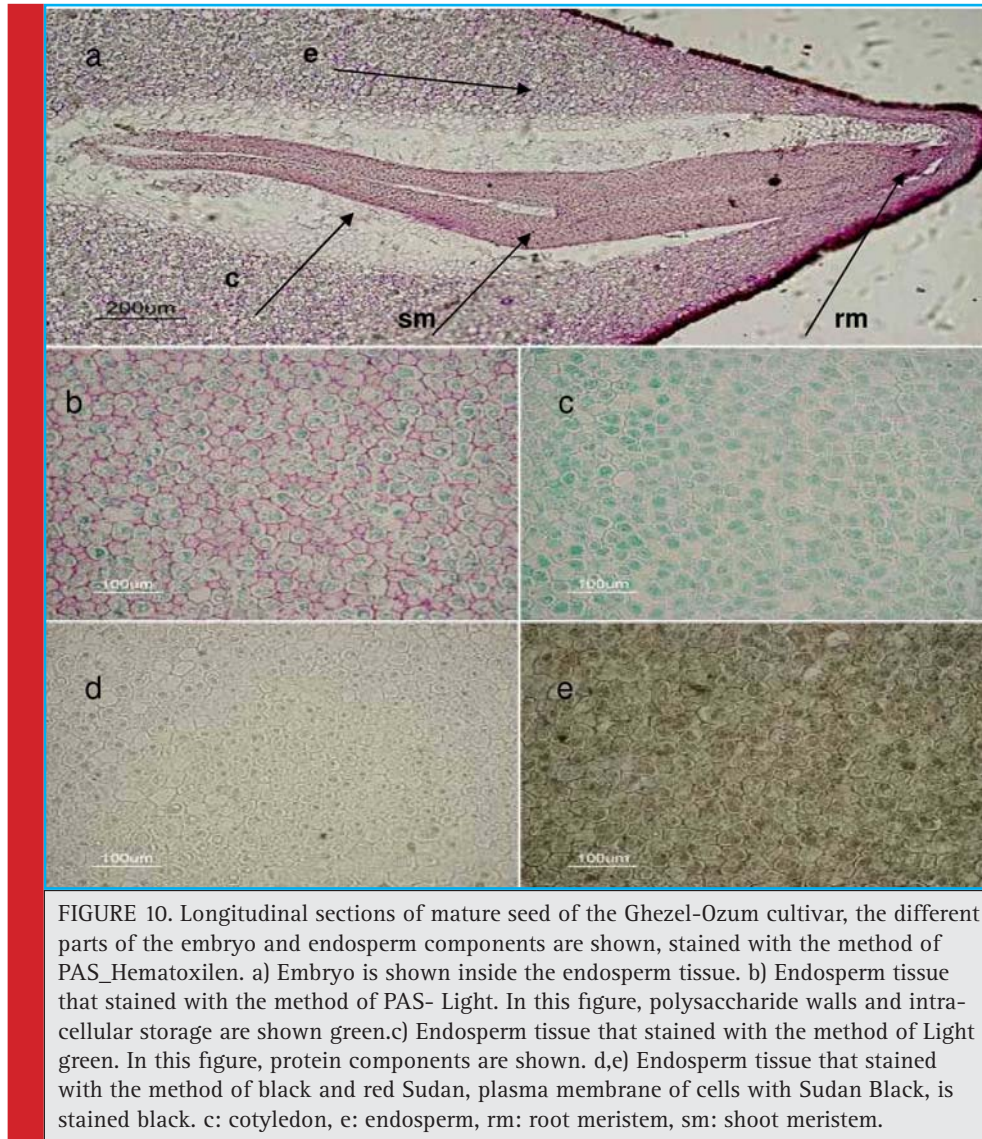 a
e
c
sm
rm
200um
b
c
100um
100um
d
e
100um
100um
FIGURE 10. Longitudinal sections of mature seed of the Ghezel-Ozum cultivar, the different
parts of the embryo and endosperm components are shown, stained with the method of
PAS_Hematoxilen. a) Embryo is shown inside the endosperm tissue. b) Endosperm tissue
that stained with the method of PAS- Light. In this figure, polysaccharide walls and intra-
cellular storage are shown green.c) Endosperm tissue that stained with the method of Light
green. In this figure, protein components are shown. d,e) Endosperm tissue that stained
with the method of black and red Sudan, plasma membrane of cells with Sudan Black, is
stained black. c: cotyledon, e: endosperm, rm: root meristem, sm: shoot meristem.